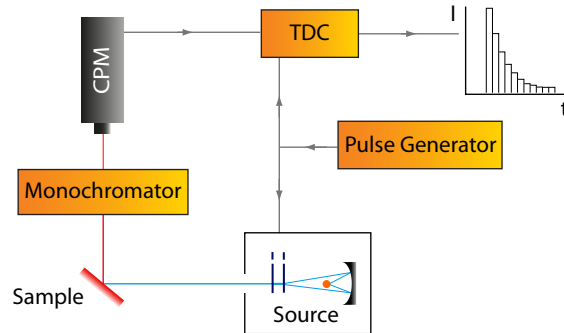 I
TDC
CPM
t
Pulse Generator
Monochromator
Sample
Source